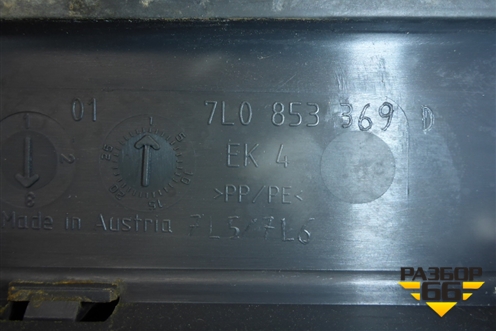 01 7L0 853 369 D
EK 4
>PP/PE<
Made in Austria 7L5/7L6
РАЗБОР
66